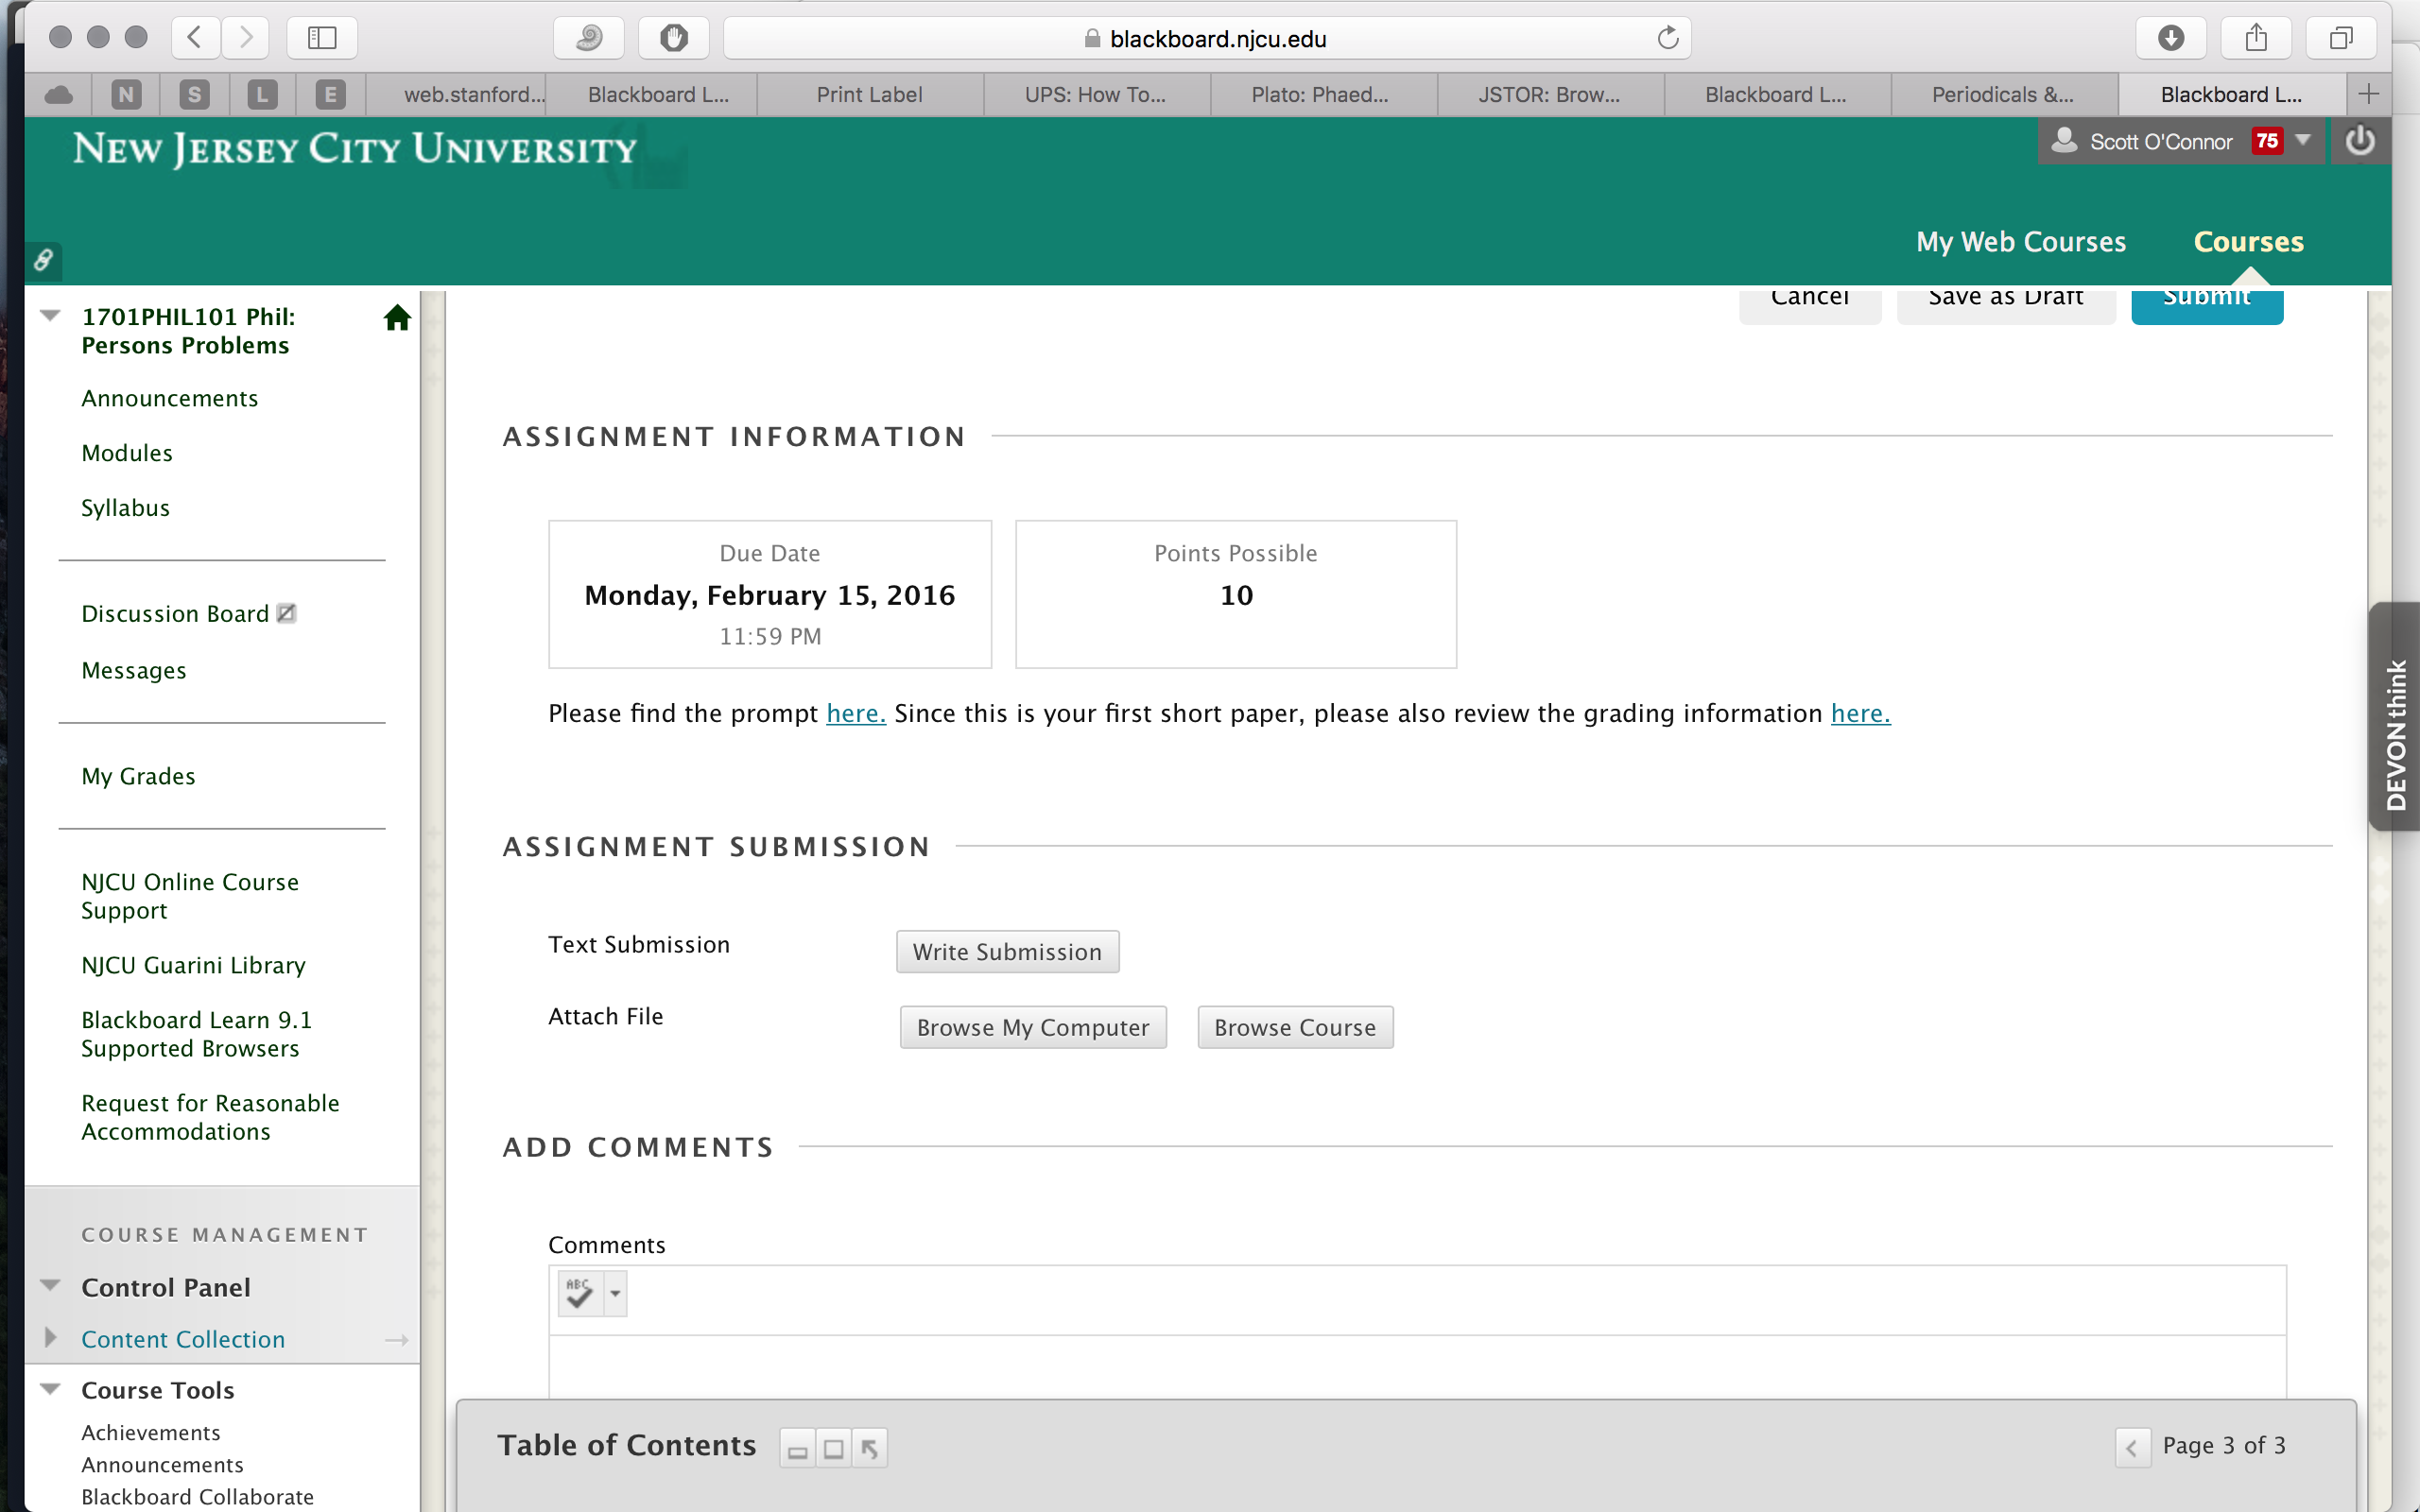 blackboard.njcu.edu
N S L E web.stanford... Blackboard L... Print Label UPS: How To... Plato: Phaed... JSTOR: Brow... Blackboard L... Periodicals &... Blackboard L...
NEW JERSEY CITY UNIVERSITY
Scott O'Connor 75
My Web Courses Courses
1701PHIL101 Phil:
Persons Problems
Announcements
Modules
Syllabus
Discussion Board
Messages
My Grades
NJCU Online Course
Support
NJCU Guarini Library
Blackboard Learn 9.1
Supported Browsers
Request for Reasonable
Accommodations
COURSE MANAGEMENT
Control Panel
Content Collection
Course Tools
Achievements
Announcements
Blackboard Collaborate
Cancel Save as Draft Submit
ASSIGNMENT INFORMATION
Due Date
Monday, February 15, 2016
11:59 PM
Points Possible
10
Please find the prompt here. Since this is your first short paper, please also review the grading information here.
ASSIGNMENT SUBMISSION
Text Submission Write Submission
Attach File Browse My Computer Browse Course
ADD COMMENTS
Comments
ABC
Table of Contents
Page 3 of 3
DEVONthink